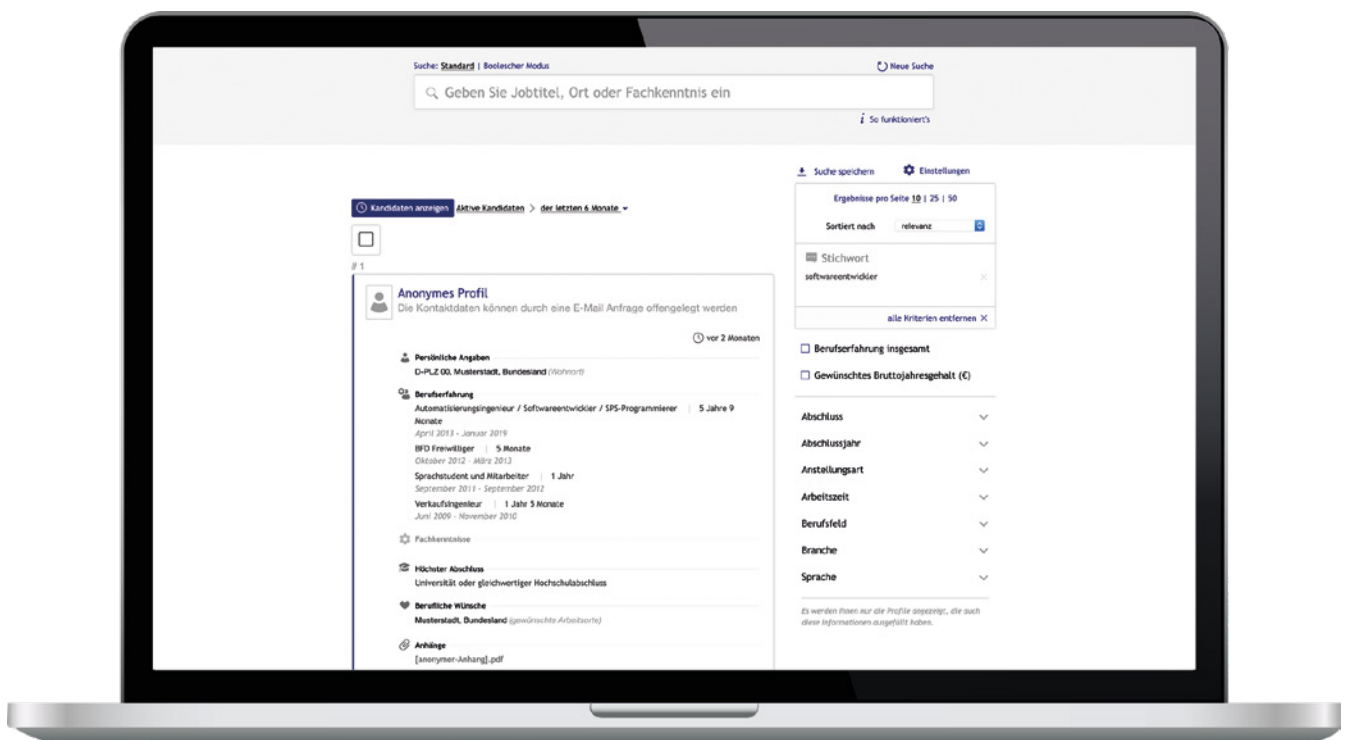 Suche: Standard | Boolescher Modus
Neue Suche
Geben Sie Jobtitel, Ort oder Fachkenntnis ein
i So funktioniert's
Suche speichern
Einstellungen
Kandidaten anzeigen Aktive Kandidaten > der letzten 6 Monate
# 1
Anonymes Profil
Die Kontaktdaten können durch eine E-Mail Anfrage offengelegt werden
vor 2 Monaten
Persönliche Angaben
D-PLZ 00, Musterstadt, Bundesland (Wohnort)
Berufserfahrung
Automatisierungsingenieur / Softwareentwickler / SPS-Programmierer | 5 Jahre 9
Monate
April 2013 - Januar 2019
BFD Freiwilliger | 5 Monate
Oktober 2012 - März 2013
Sprachstudent und Mitarbeiter | 1 Jahr
September 2011 - September 2012
Verkaufsingenieur | 1 Jahr 5 Monate
Juni 2009 - November 2010
Fachkenntnisse
Höchster Abschluss
Universität oder gleichwertiger Hochschulabschluss
Berufliche Wünsche
Musterstadt, Bundesland (gewünschte Arbeitsorte)
Anhänge
[anonymer-Anhang].pdf
Ergebnisse pro Seite 10 | 25 | 50
Sortiert nach relevanz
Stichwort
softwareentwickler
alle Kriterien entfernen ×
Berufserfahrung insgesamt
Gewünschtes Bruttojahresgehalt (€)
Abschluss
Abschlussjahr
Anstellungsart
Arbeitszeit
Berufsfeld
Branche
Sprache
Es werden Ihnen nur die Profile angezeigt, die auch
diese Informationen ausgefüllt haben.